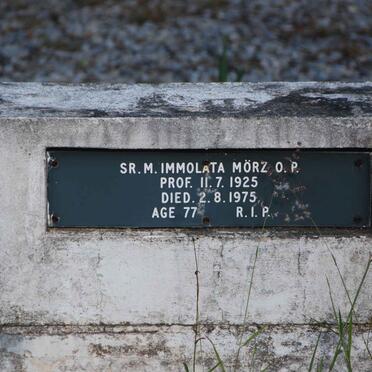 SR. M. IMMOLATA MÖRZ O. P.
PROF. 11. 7. 1925
DIED. 2. 8. 1975
AGE 77 R. I. P.